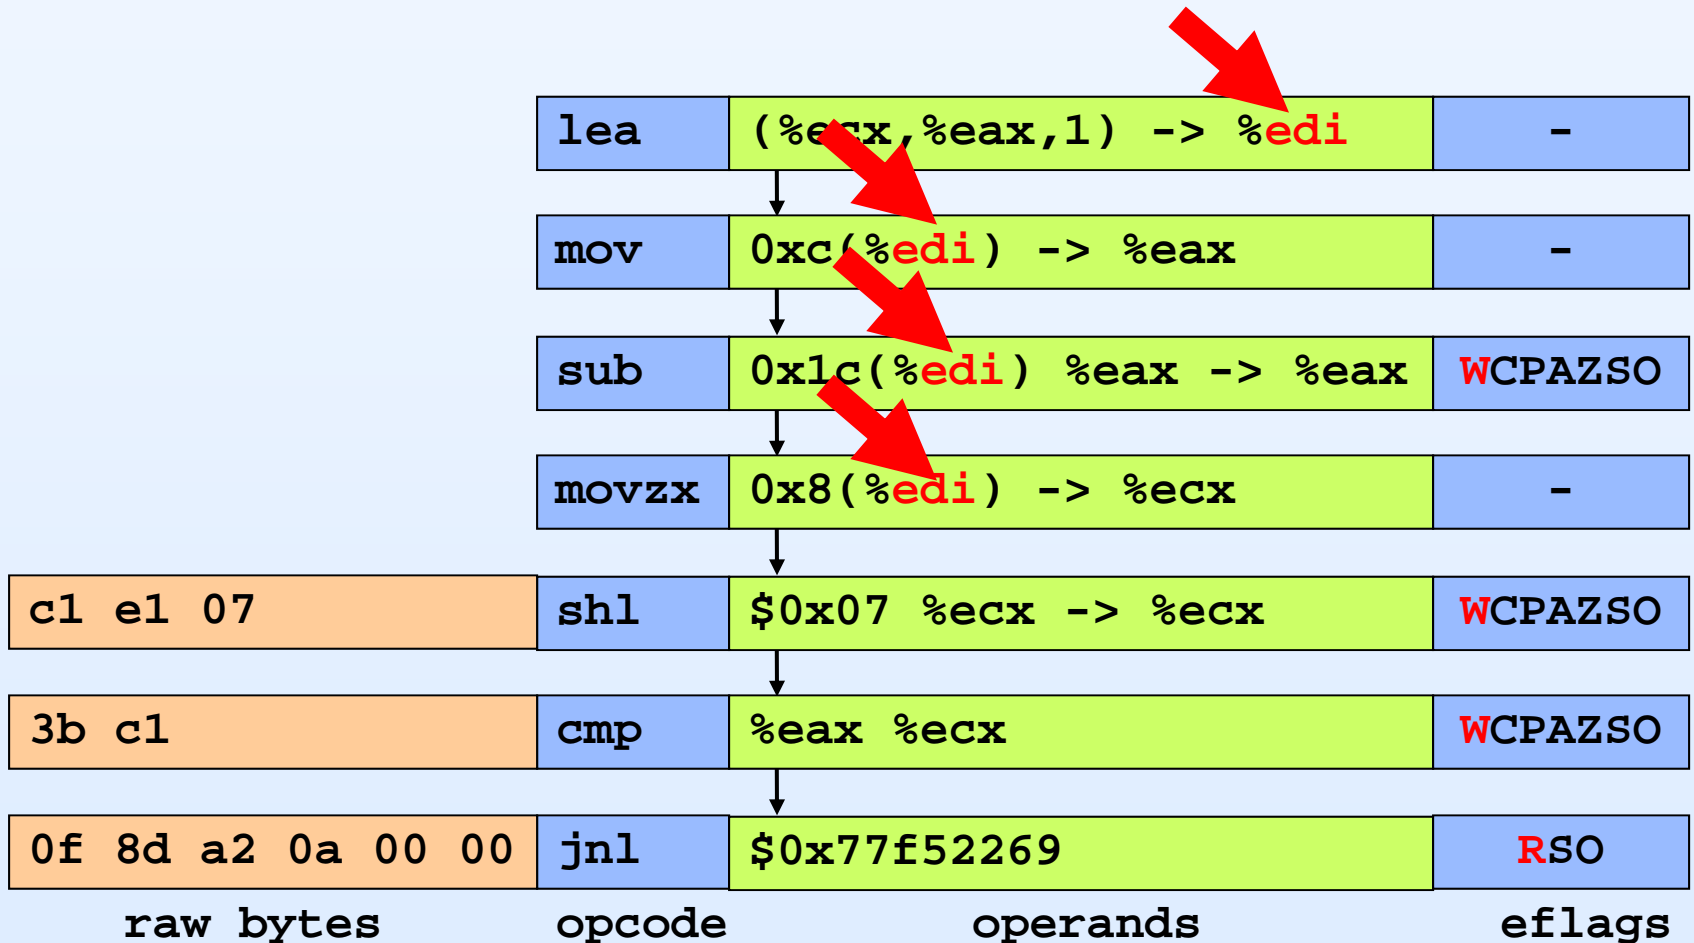 lea (%ecx,%eax,1) -> %edi -
mov 0xc(%edi) -> %eax -
sub 0x1c(%edi) %eax -> %eax WCPAZSO
movzx 0x8(%edi) -> %ecx -
c1 e1 07 shl $0x07 %ecx -> %ecx WCPAZSO
3b c1 cmp %eax %ecx WCPAZSO
0f 8d a2 0a 00 00 jnl $0x77f52269 RSO
raw bytes opcode operands eflags